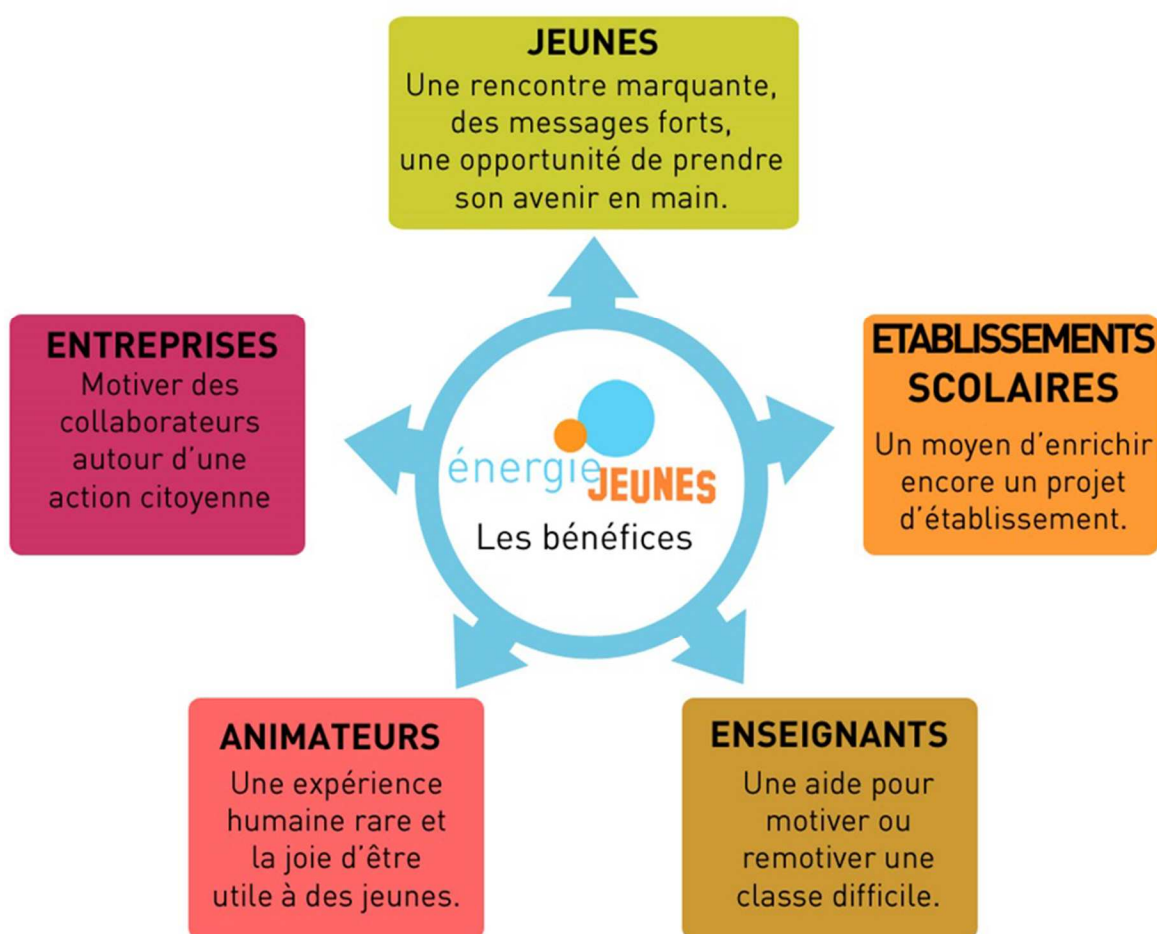 JEUNES
Une rencontre marquante,
des messages forts,
une opportunité de prendre
son avenir en main.
ENTREPRISES
Motiver des
collaborateurs
autour d'une
action citoyenne
énergie JEUNES
Les bénéfices
ETABLISSEMENTS
SCOLAIRES
Un moyen d'enrichir
encore un projet
d'établissement.
ANIMATEURS
Une expérience
humaine rare et
la joie d'être
utile à des jeunes.
ENSEIGNANTS
Une aide pour
motiver ou
remotiver une
classe difficile.